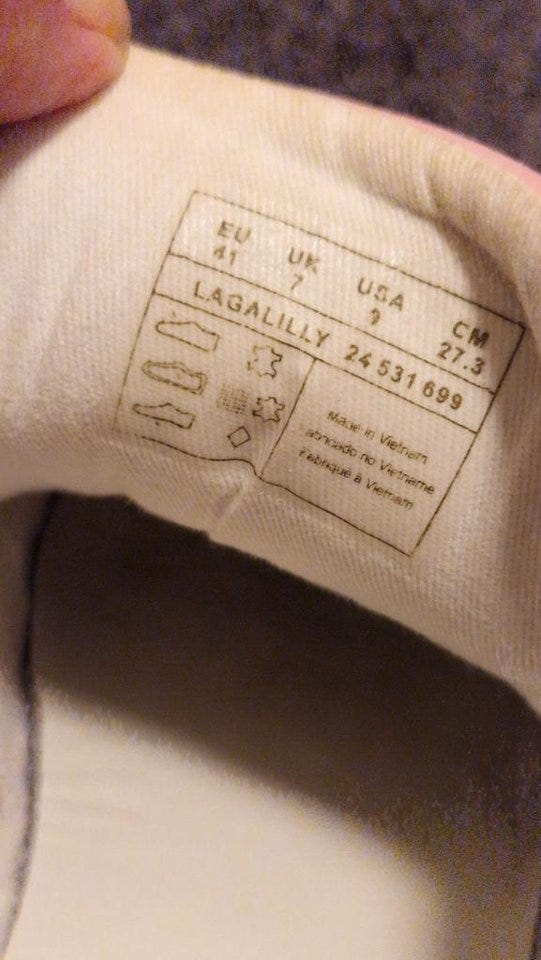 EU UK USA CM
41 7 9 27.3
LAGALILLY 24 531 699
Made in Vietnam
Fabricado no Vietname
Fabriqué à Vietnam